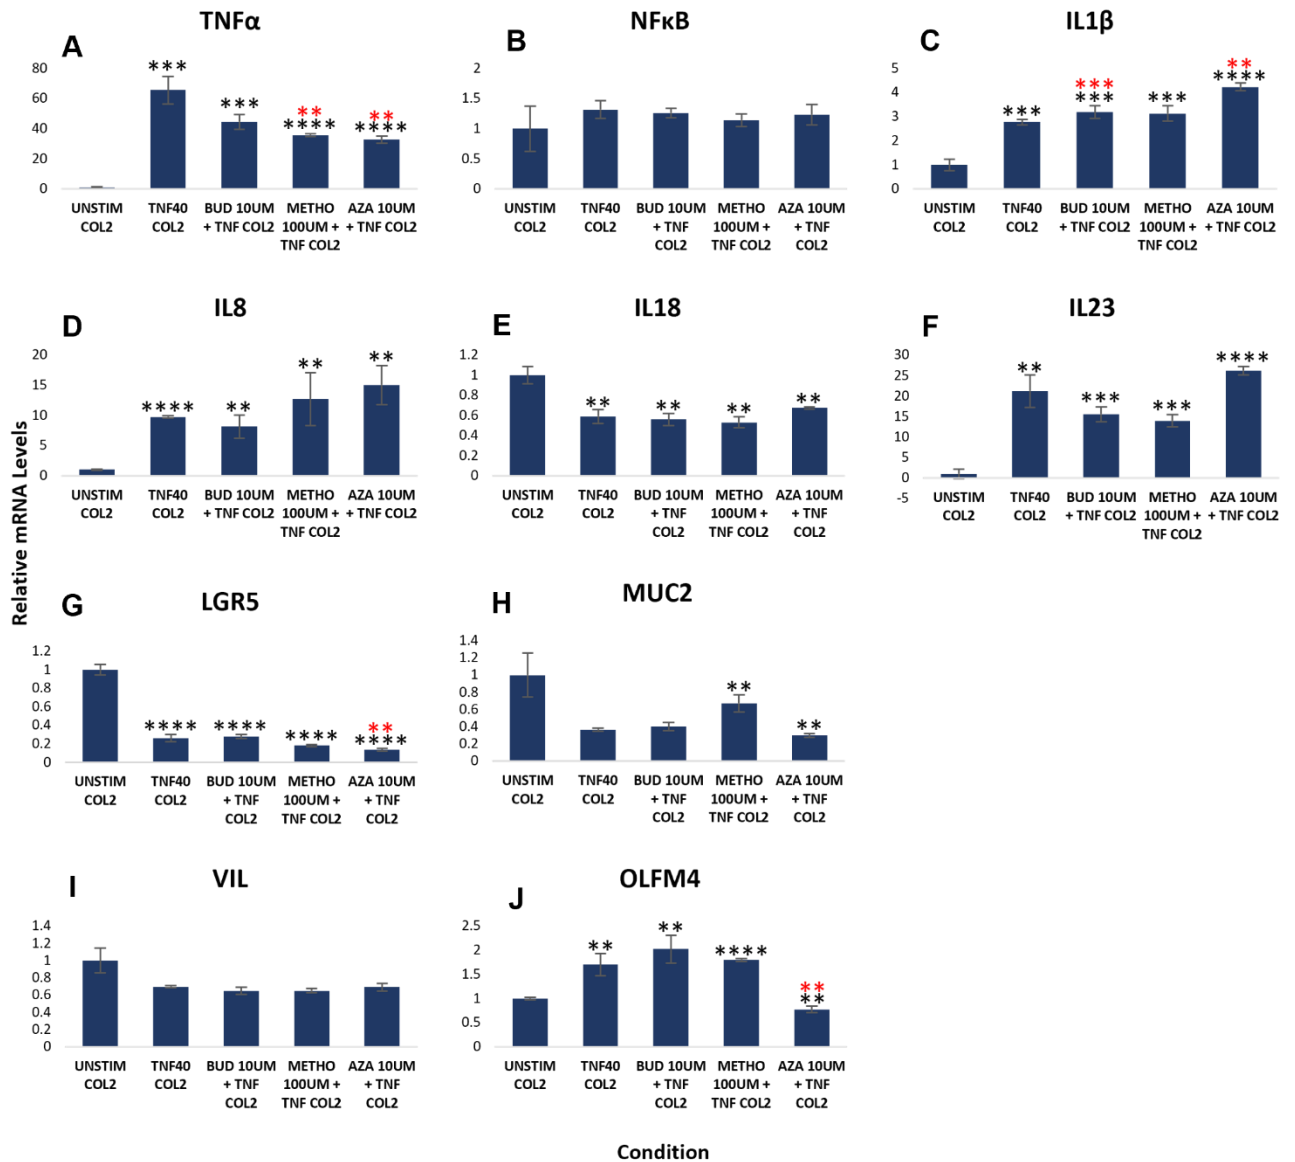 Relative mRNA Levels
A
TNFα
80
60
40
20
0
***
***
**
****
**
****
UNSTIM COL2
TNF40 COL2
BUD 10UM + TNF COL2
METHO 100UM + TNF COL2
AZA 10UM + TNF COL2
B
NFκB
2
1.5
1
0.5
0
UNSTIM COL2
TNF40 COL2
BUD 10UM + TNF COL2
METHO 100UM + TNF COL2
AZA 10UM + TNF COL2
C
IL1β
5
4
3
2
1
0
***
***
***
***
**
****
UNSTIM COL2
TNF40 COL2
BUD 10UM + TNF COL2
METHO 100UM + TNF COL2
AZA 10UM + TNF COL2
D
IL8
20
15
10
5
0
****
**
**
**
UNSTIM COL2
TNF40 COL2
BUD 10UM + TNF COL2
METHO 100UM + TNF COL2
AZA 10UM + TNF COL2
E
IL18
1.2
1
0.8
0.6
0.4
0.2
0
**
**
**
**
UNSTIM COL2
TNF40 COL2
BUD 10UM + TNF COL2
METHO 100UM + TNF COL2
AZA 10UM + TNF COL2
F
IL23
30
25
20
15
10
5
0
-5
**
***
***
****
UNSTIM COL2
TNF40 COL2
BUD 10UM + TNF COL2
METHO 100UM + TNF COL2
AZA 10UM + TNF COL2
G
LGR5
1.2
1
0.8
0.6
0.4
0.2
0
****
****
****
**
****
UNSTIM COL2
TNF40 COL2
BUD 10UM + TNF COL2
METHO 100UM + TNF COL2
AZA 10UM + TNF COL2
H
MUC2
1.4
1.2
1
0.8
0.6
0.4
0.2
0
**
**
UNSTIM COL2
TNF40 COL2
BUD 10UM + TNF COL2
METHO 100UM + TNF COL2
AZA 10UM + TNF COL2
I
VIL
1.4
1.2
1
0.8
0.6
0.4
0.2
0
UNSTIM COL2
TNF40 COL2
BUD 10UM + TNF COL2
METHO 100UM + TNF COL2
AZA 10UM + TNF COL2
J
OLFM4
2.5
2
1.5
1
0.5
0
**
**
****
**
**
UNSTIM COL2
TNF40 COL2
BUD 10UM + TNF COL2
METHO 100UM + TNF COL2
AZA 10UM + TNF COL2
Condition